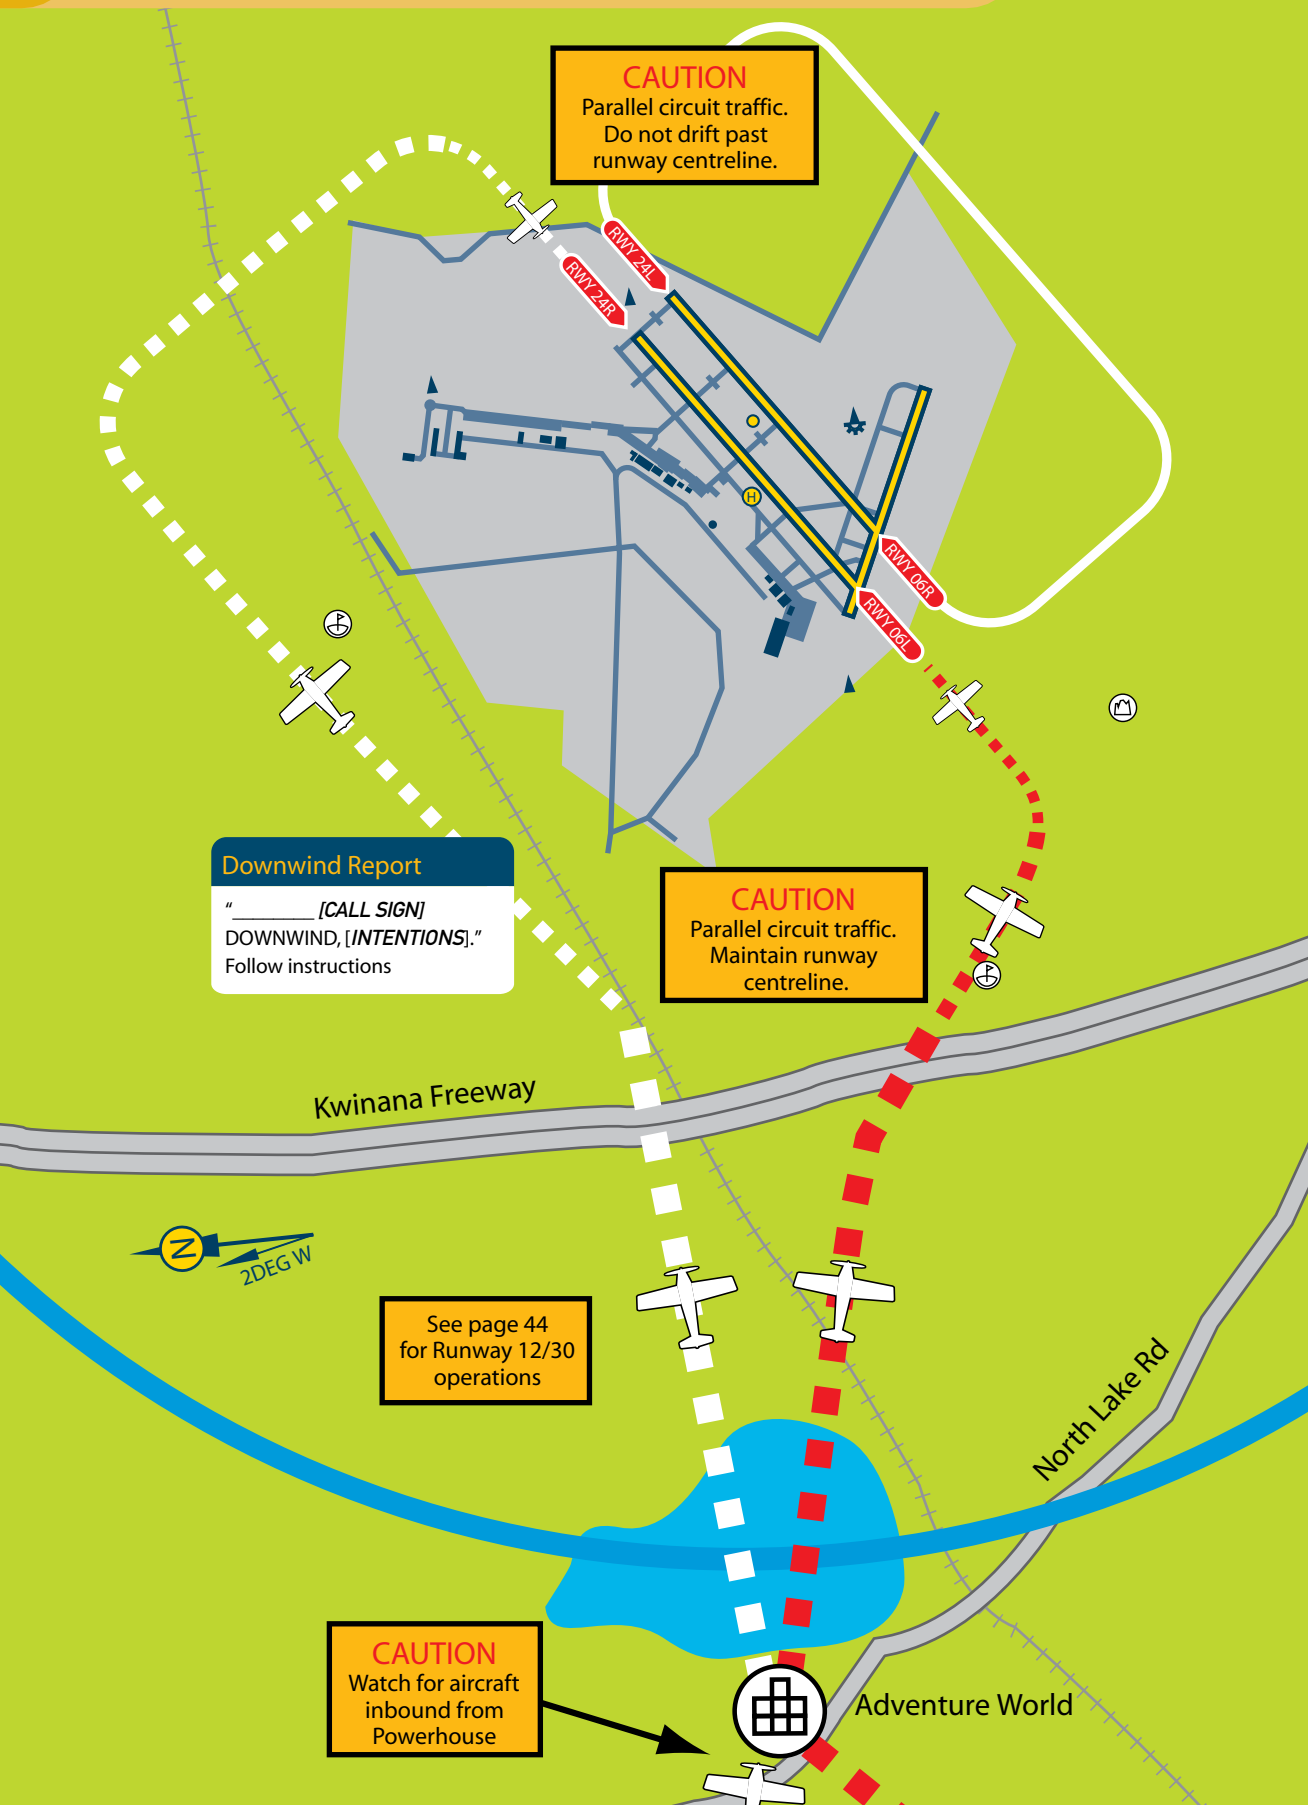 CAUTION
Parallel circuit traffic.
Do not drift past
runway centreline.
RWY 24L
RWY 24R
H
RWY 06R
RWY 06L
Downwind Report
“________ [CALL SIGN]
DOWNWIND, [INTENTIONS].”
Follow instructions
CAUTION
Parallel circuit traffic.
Maintain runway
centreline.
Kwinana Freeway
N
2DEG W
See page 44
for Runway 12/30
operations
North Lake Rd
CAUTION
Watch for aircraft
inbound from
Powerhouse
Adventure World